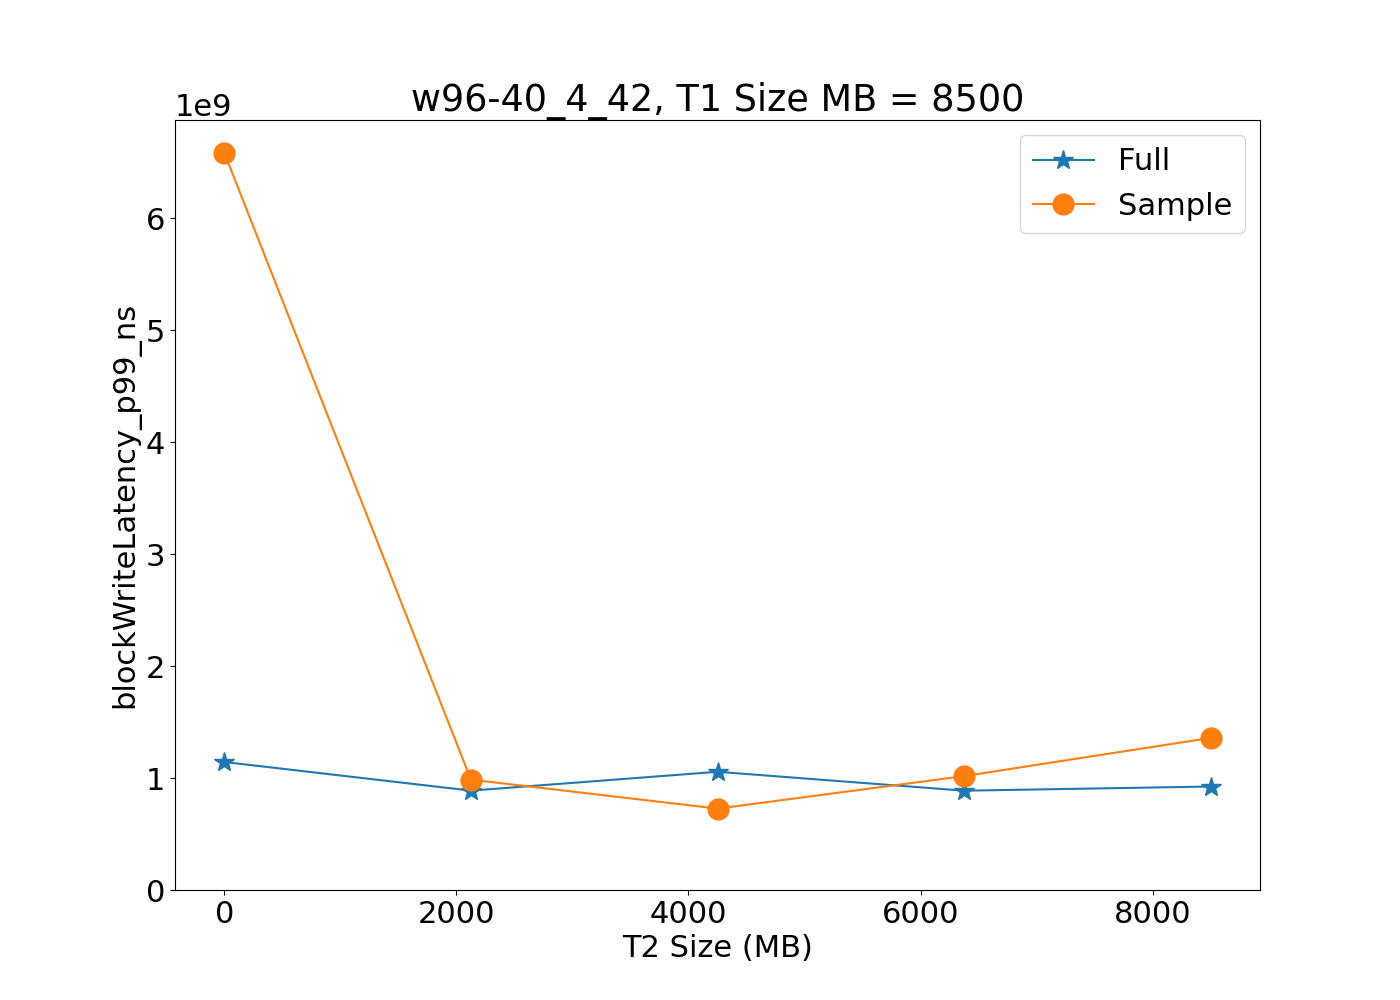 w96-40_4_42, T1 Size MB = 8500
1e9
Full
Sample
6
5
4
3
2
1
0
blockWriteLatency_p99_ns
0 2000 4000 6000 8000
T2 Size (MB)